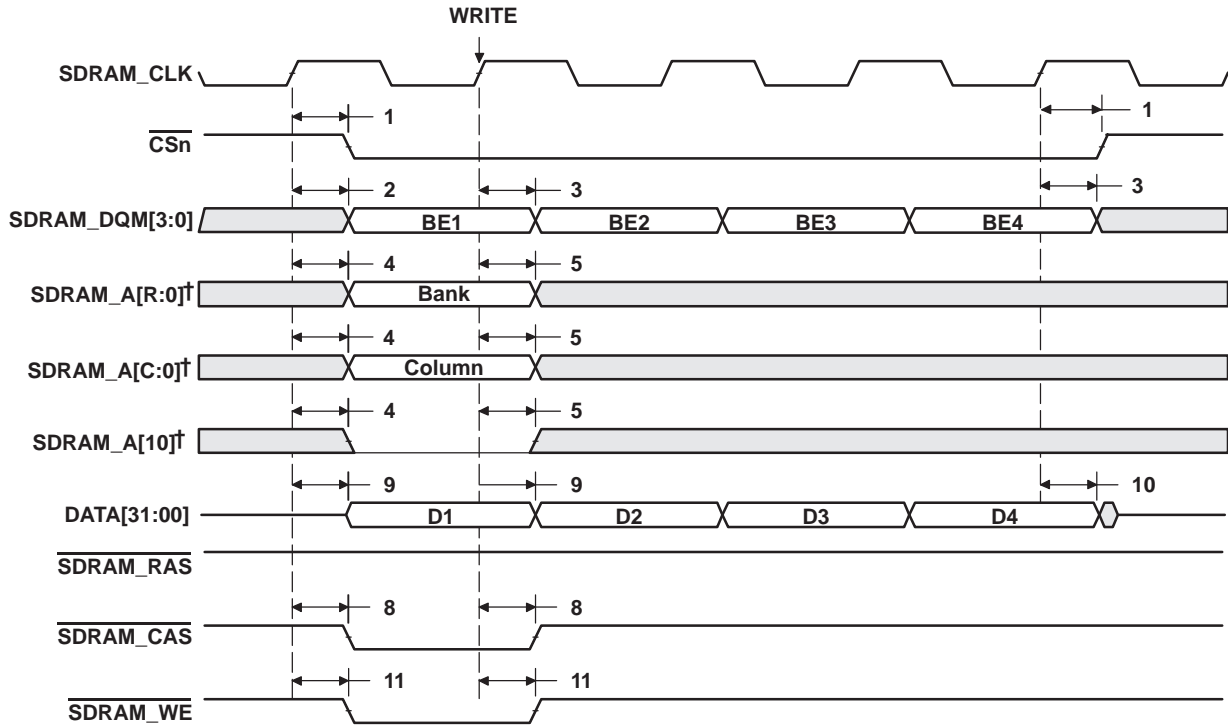 WRITE
SDRAM_CLK
1 1
CSn
2 3 3
SDRAM_DQM[3:0] BE1 BE2 BE3 BE4
4 5
SDRAM_A[R:0]† Bank
4 5
SDRAM_A[C:0]† Column
4 5
SDRAM_A[10]†
9 9 10
DATA[31:00] D1 D2 D3 D4
SDRAM_RAS
8 8
SDRAM_CAS
11 11
SDRAM_WE